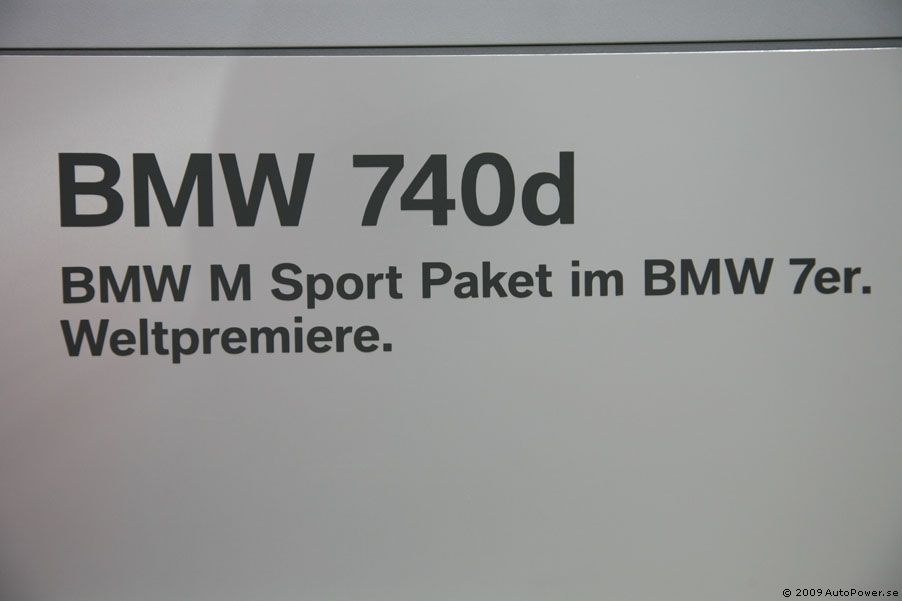 BMW 740d
BMW M Sport Paket im BMW 7er.
Weltpremiere.
© 2009 AutoPower.se